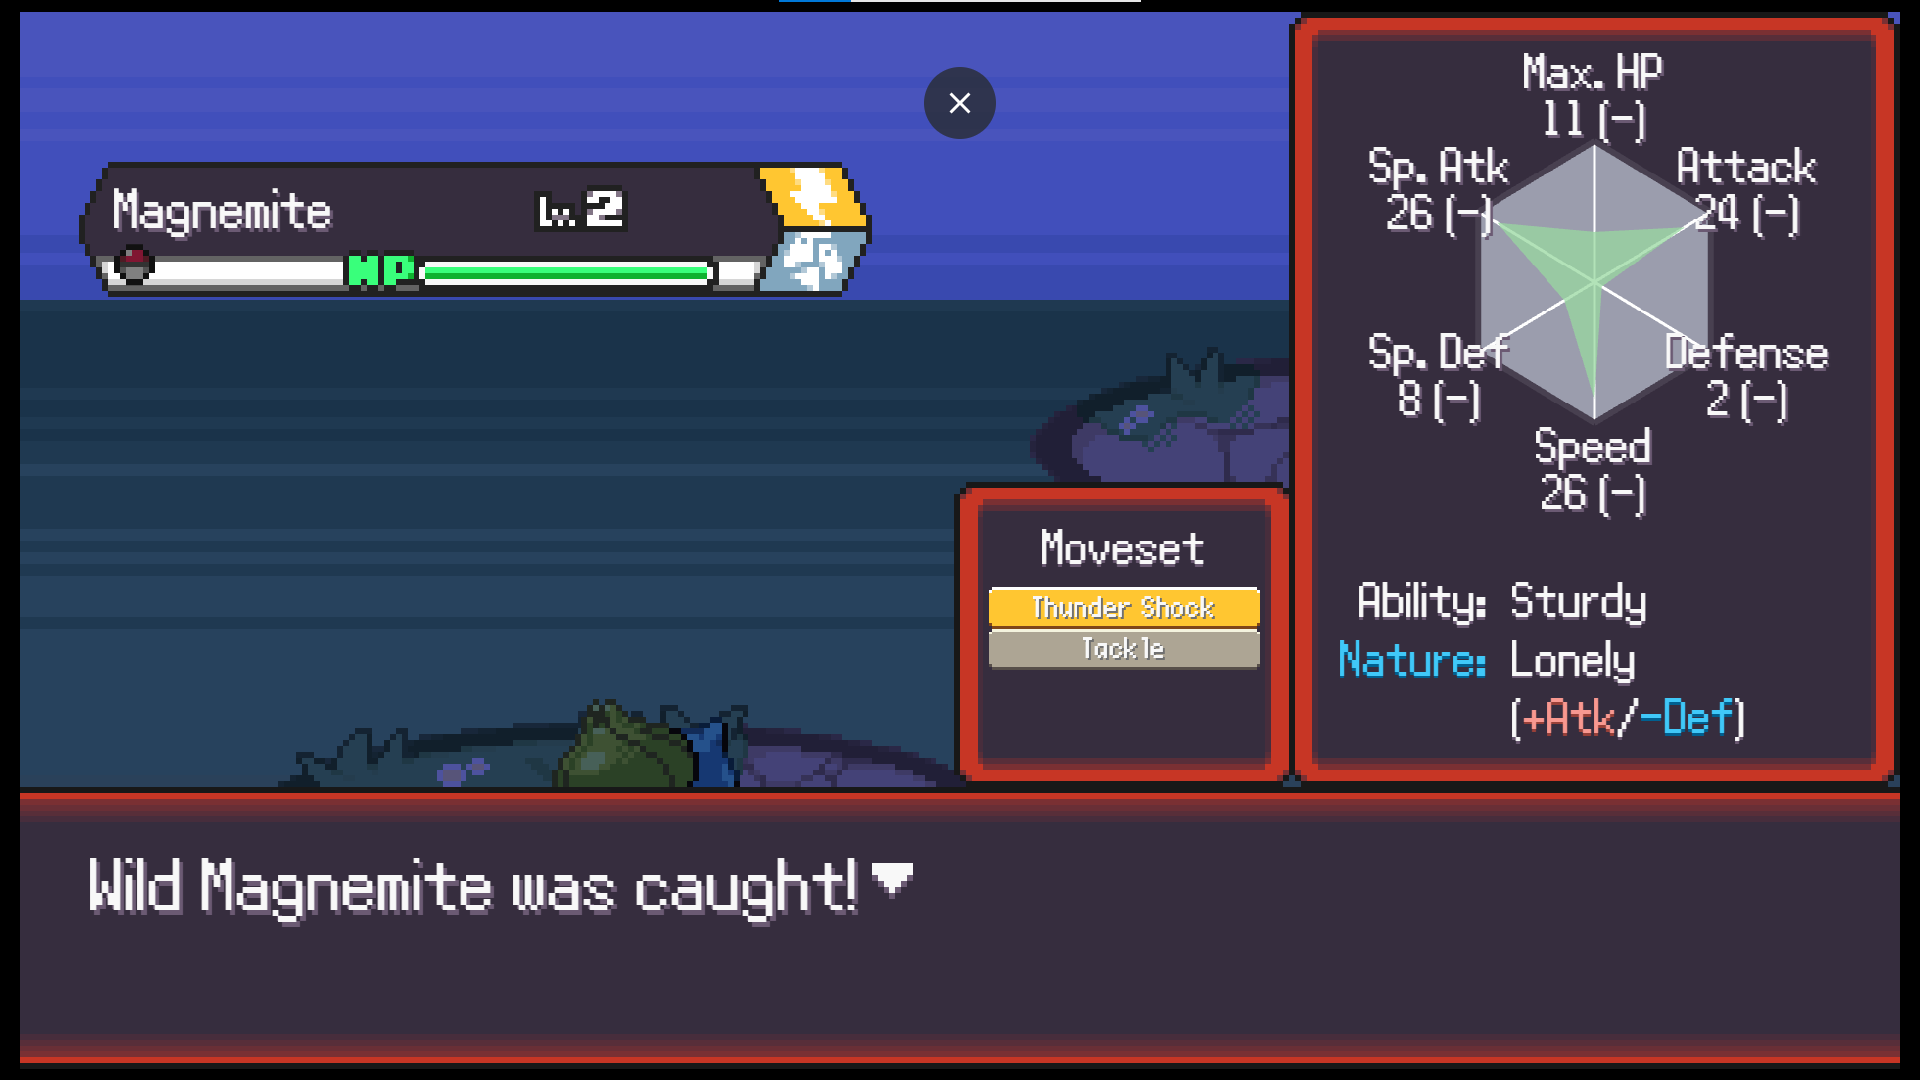 Magnemite Lv. 2
HP
Max. HP
11 (-)
Sp. Atk
26 (-)
Attack
24 (-)
Sp. Def
8 (-)
Defense
2 (-)
Speed
26 (-)
Ability: Sturdy
Nature: Lonely
(+Atk/-Def)
Moveset
Thunder Shock
Tackle
Wild Magnemite was caught!